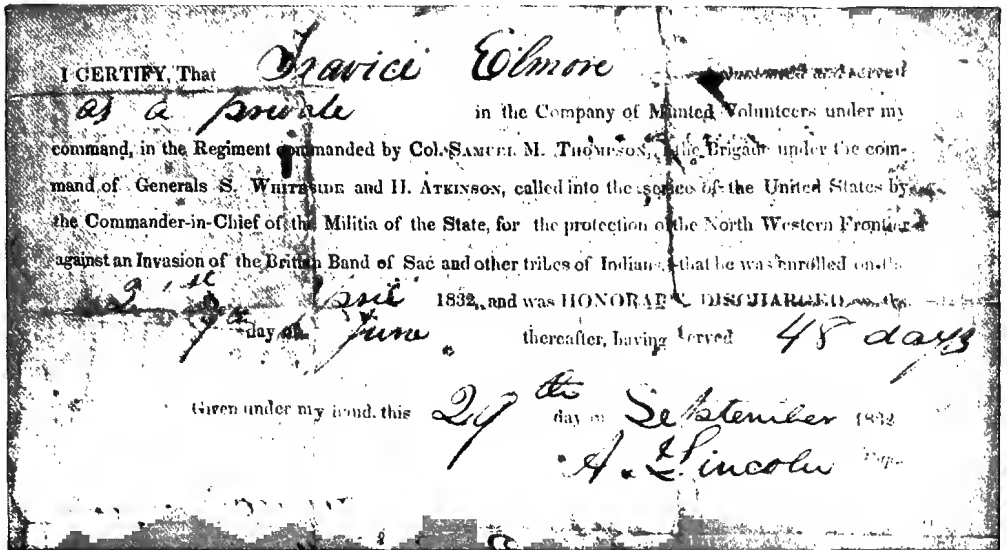 I CERTIFY, That Travice Elmore volunteered and served
as a private in the Company of Mounted Volunteers under my
command, in the Regiment commanded by Col. SAMUEL M. THOMPSON, the Brigade under the com-
mand of Generals S. WHITESIDE and H. ATKINSON, called into the service of the United States by
the Commander-in-Chief of the Militia of the State, for the protection of the North Western Frontier
against an Invasion of the British Band of Sac and other tribes of Indians, that he was enrolled on the
21st April 1832, and was HONORABLY DISCHARGED on the
7th day of June thereafter, having served 48 days
Given under my hand, this 29th day of September 1832
A. Lincoln Cap.